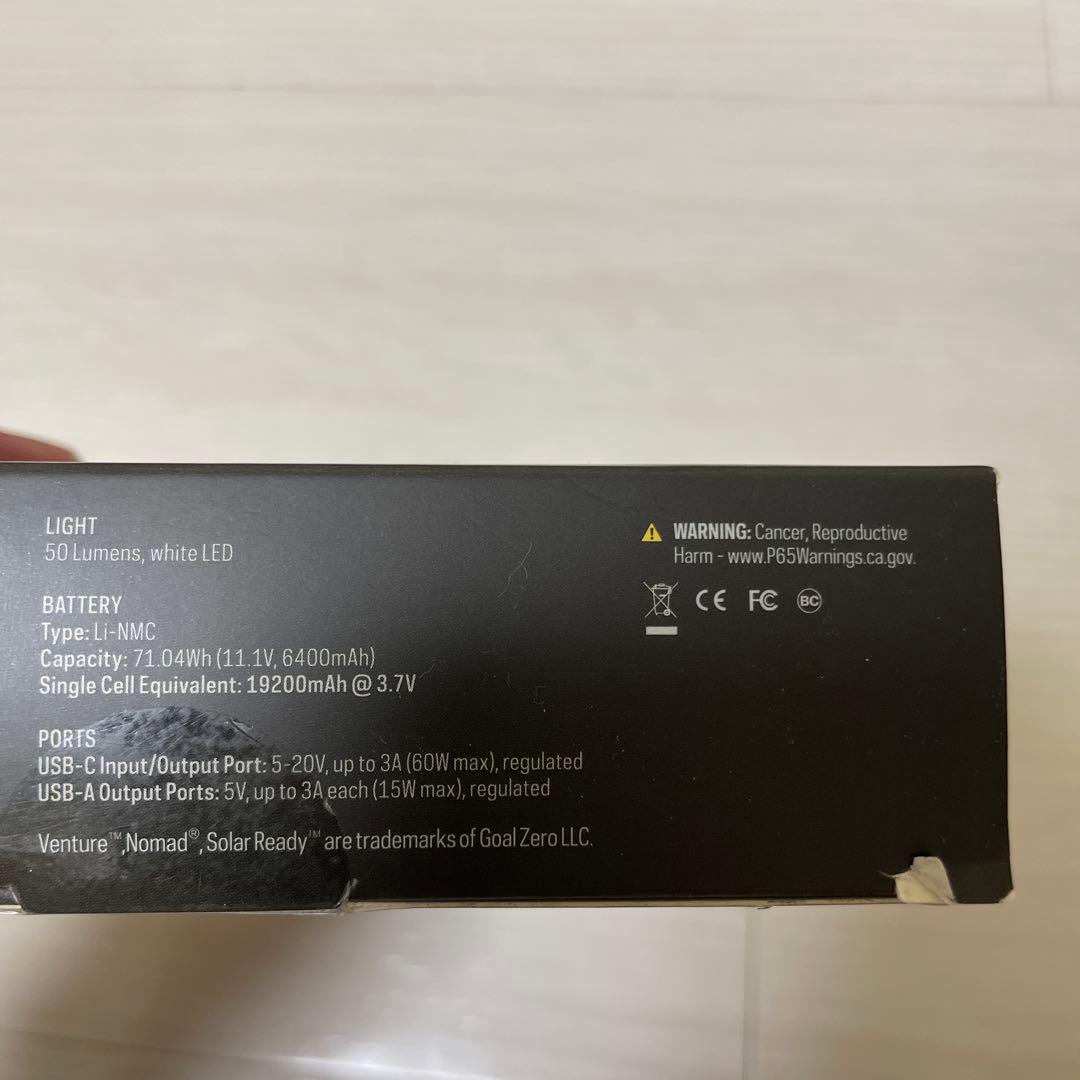 LIGHT
50 Lumens, white LED
BATTERY
Type: Li-NMC
Capacity: 71.04Wh (11.1V, 6400mAh)
Single Cell Equivalent: 19200mAh @ 3.7V
PORTS
USB-C Input/Output Port: 5-20V, up to 3A (60W max), regulated
USB-A Output Ports: 5V, up to 3A each (15W max), regulated
Venture™,Nomad®, Solar Ready™ are trademarks of Goal Zero LLC.
WARNING: Cancer, Reproductive
Harm - www.P65Warnings.ca.gov.
CE FC BC